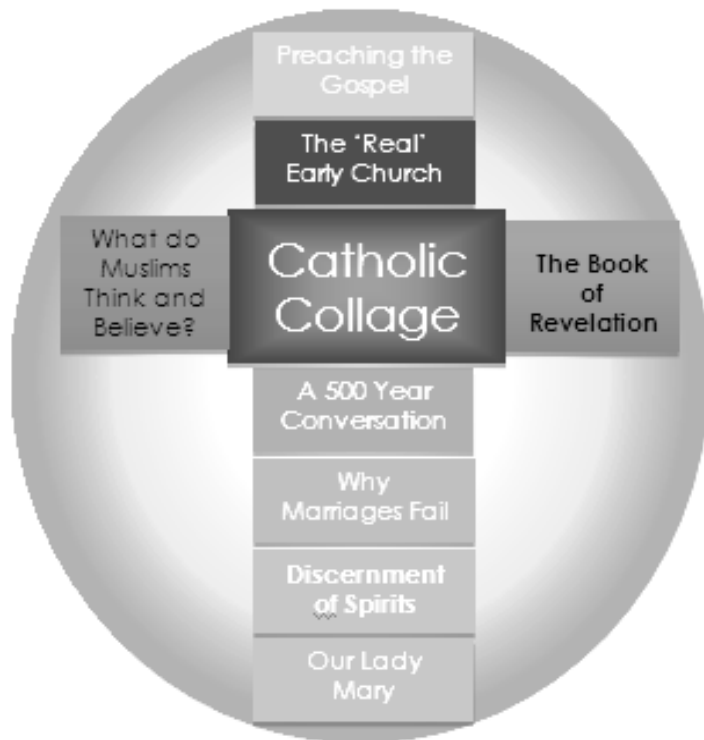 Preaching the
Gospel
The 'Real'
Early Church
What do
Muslims
Think and
Believe?
Catholic
Collage
The Book
of
Revelation
A 500 Year
Conversation
Why
Marriages Fail
Discernment
of Spirits
Our Lady
Mary